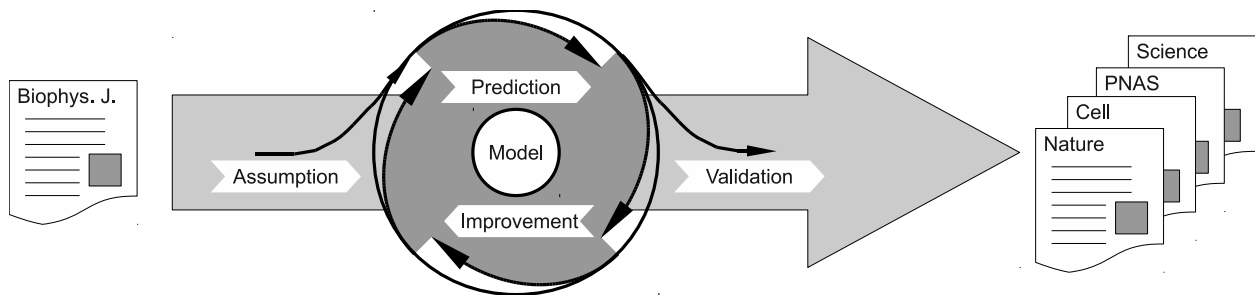 Biophys. J.
Assumption
Prediction
Model
Improvement
Validation
Science
PNAS
Cell
Nature